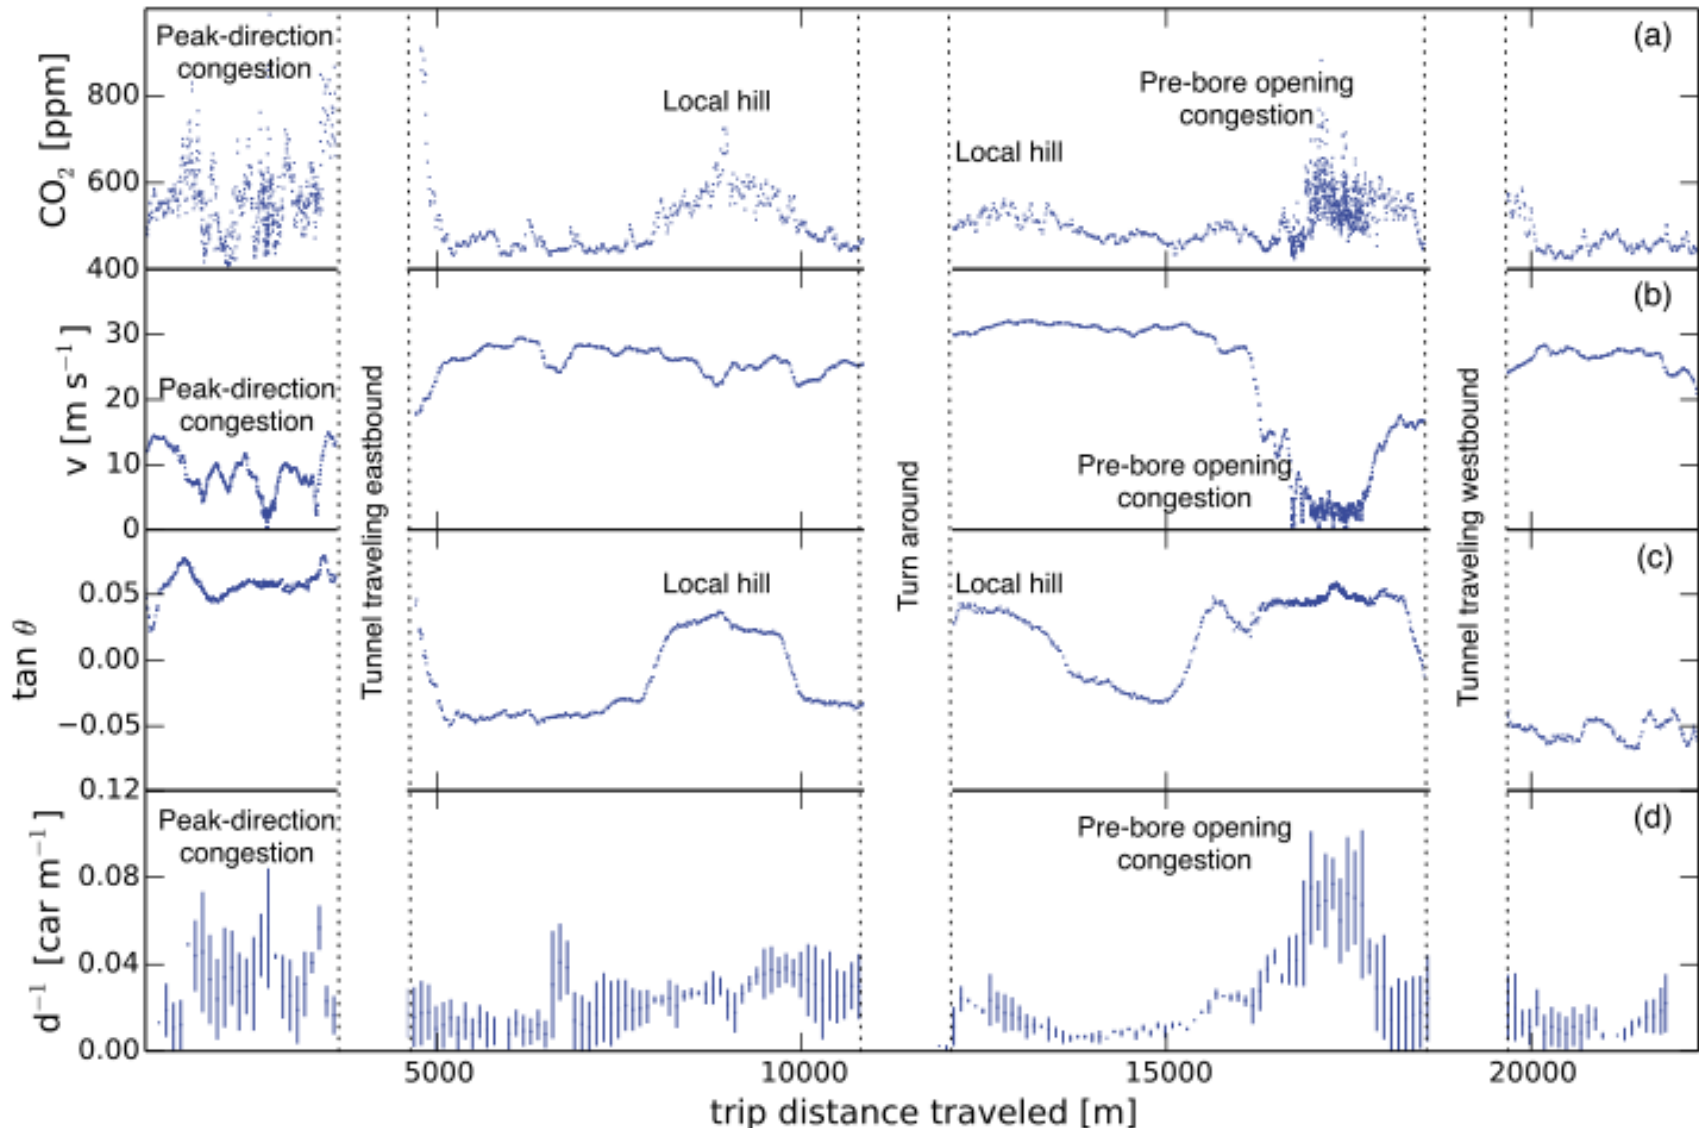 Peak-direction
congestion
Local hill
Local hill
Pre-bore opening
congestion
(a)
CO₂ [ppm]
800
600
400
(b)
v [m s⁻¹]
30
20
10
0
Peak-direction
congestion
Pre-bore opening
congestion
Tunnel traveling eastbound
Turn around
Tunnel traveling westbound
(c)
tan θ
0.05
0.00
−0.05
Local hill
Local hill
(d)
d⁻¹ [car m⁻¹]
0.12
0.08
0.04
0.00
Peak-direction
congestion
Pre-bore opening
congestion
5000
10000
15000
20000
trip distance traveled [m]